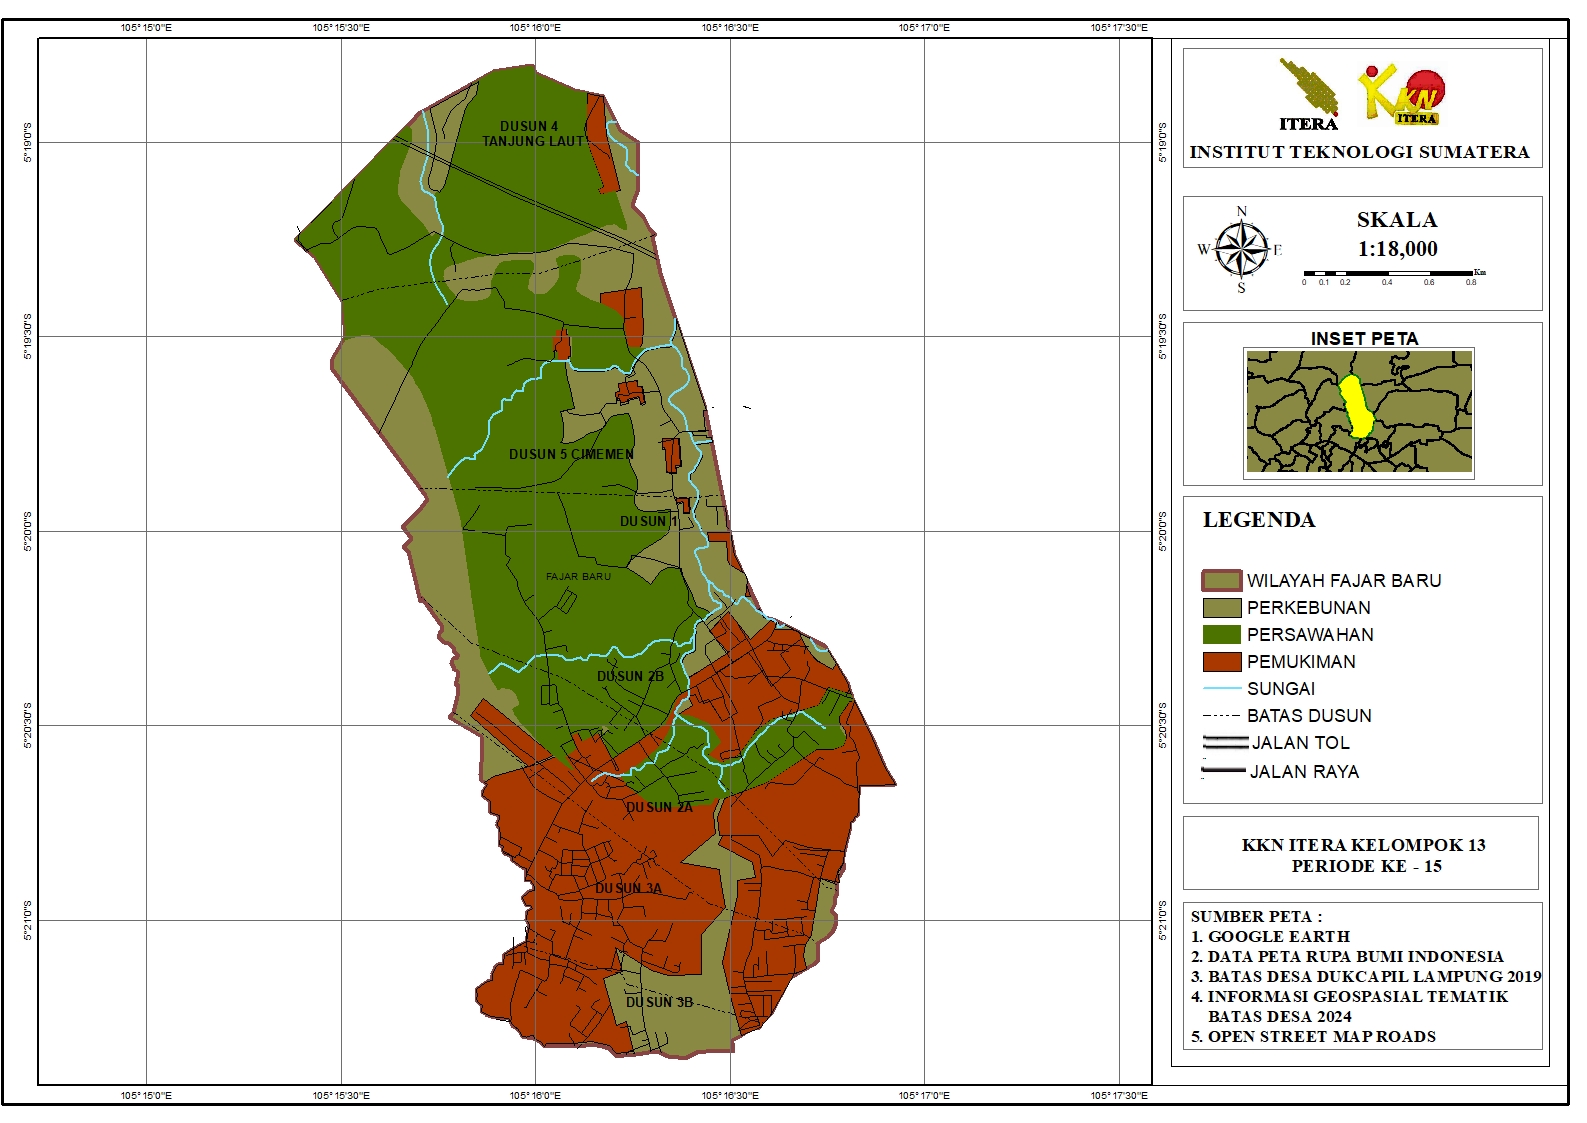 105°15'0"E
105°15'30"E
105°16'0"E
105°16'30"E
105°17'0"E
105°17'30"E
5°19'0"S
5°19'30"S
5°20'0"S
5°20'30"S
5°21'0"S
DUSUN 4
TANJUNG LAUT
DUSUN 5 CIMEMEN
DUSUN 1
FAJAR BARU
DUSUN 2B
DUSUN 2A
DUSUN 3A
DUSUN 3B
5°19'0"S
5°19'30"S
5°20'0"S
5°20'30"S
5°21'0"S
105°15'0"E
105°15'30"E
105°16'0"E
105°16'30"E
105°17'0"E
105°17'30"E
ITERA
KKN
ITERA
INSTITUT TEKNOLOGI SUMATERA
N
W
E
S
SKALA
1:18,000
Km
0 0.1 0.2 0.4 0.6 0.8
INSET PETA
LEGENDA
WILAYAH FAJAR BARU
PERKEBUNAN
PERSAWAHAN
PEMUKIMAN
SUNGAI
BATAS DUSUN
JALAN TOL
JALAN RAYA
KKN ITERA KELOMPOK 13
PERIODE KE - 15
SUMBER PETA :
1. GOOGLE EARTH
2. DATA PETA RUPA BUMI INDONESIA
3. BATAS DESA DUKCAPIL LAMPUNG 2019
4. INFORMASI GEOSPASIAL TEMATIK
BATAS DESA 2024
5. OPEN STREET MAP ROADS